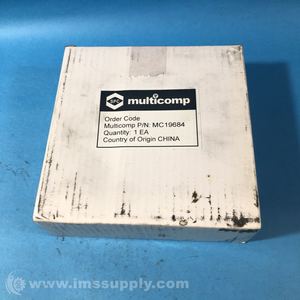 multicomp
Order Code
Multicomp P/N: MC19684
Quantity: 1 EA
Country of Origin CHINA
© www.imssupply.com